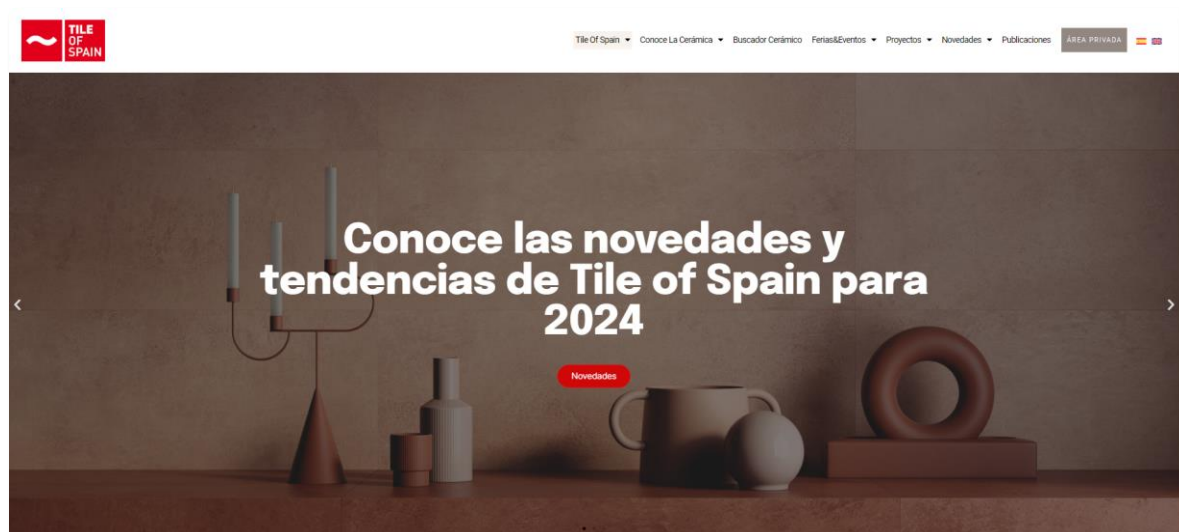 TILE
OF
SPAIN
Tile Of Spain Conoce La Cerámica Buscador Cerámico Ferias&Eventos Proyectos Novedades Publicaciones ÁREA PRIVADA
Conoce las novedades y
tendencias de Tile of Spain para
2024
Novedades